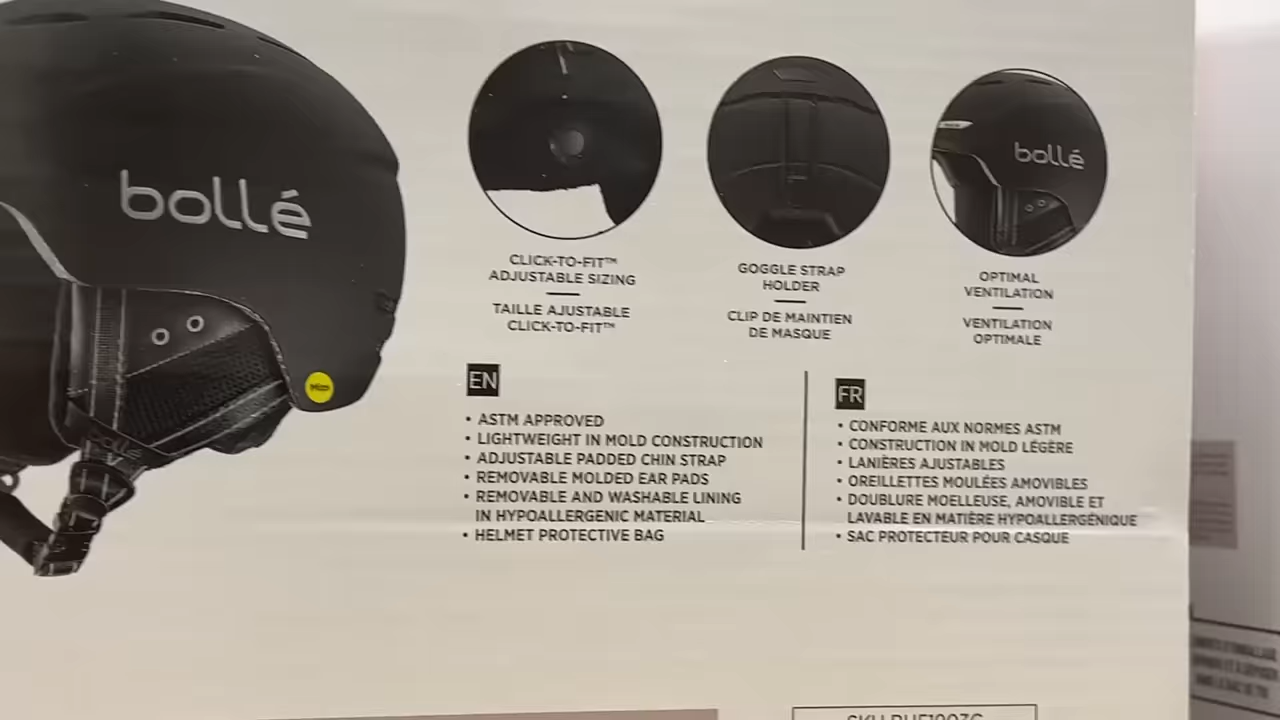 bollé
Mips
bollé
CLICK-TO-FIT™
ADJUSTABLE SIZING
TAILLE AJUSTABLE
CLICK-TO-FIT™
GOGGLE STRAP
HOLDER
CLIP DE MAINTIEN
DE MASQUE
OPTIMAL
VENTILATION
VENTILATION
OPTIMALE
EN
• ASTM APPROVED
• LIGHTWEIGHT IN MOLD CONSTRUCTION
• ADJUSTABLE PADDED CHIN STRAP
• REMOVABLE MOLDED EAR PADS
• REMOVABLE AND WASHABLE LINING
IN HYPOALLERGENIC MATERIAL
• HELMET PROTECTIVE BAG
FR
• CONFORME AUX NORMES ASTM
• CONSTRUCTION IN MOLD LÉGÈRE
• LANIÈRES AJUSTABLES
• OREILLETTES MOULÉES AMOVIBLES
• DOUBLURE MOELLEUSE, AMOVIBLE ET
LAVABLE EN MATIÈRE HYPOALLERGÉNIQUE
• SAC PROTECTEUR POUR CASQUE